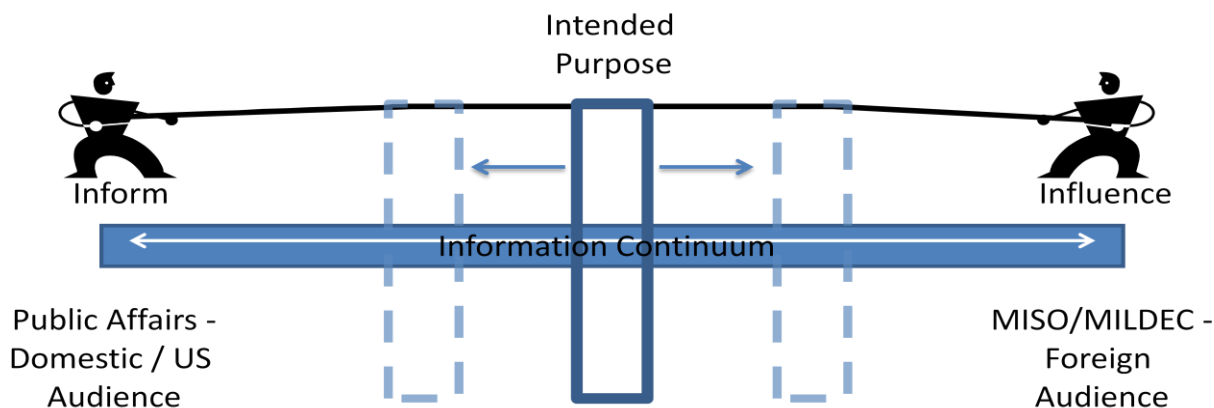 Intended
Purpose
Inform
Influence
Information Continuum
Public Affairs -
Domestic / US
Audience
MISO/MILDEC -
Foreign
Audience